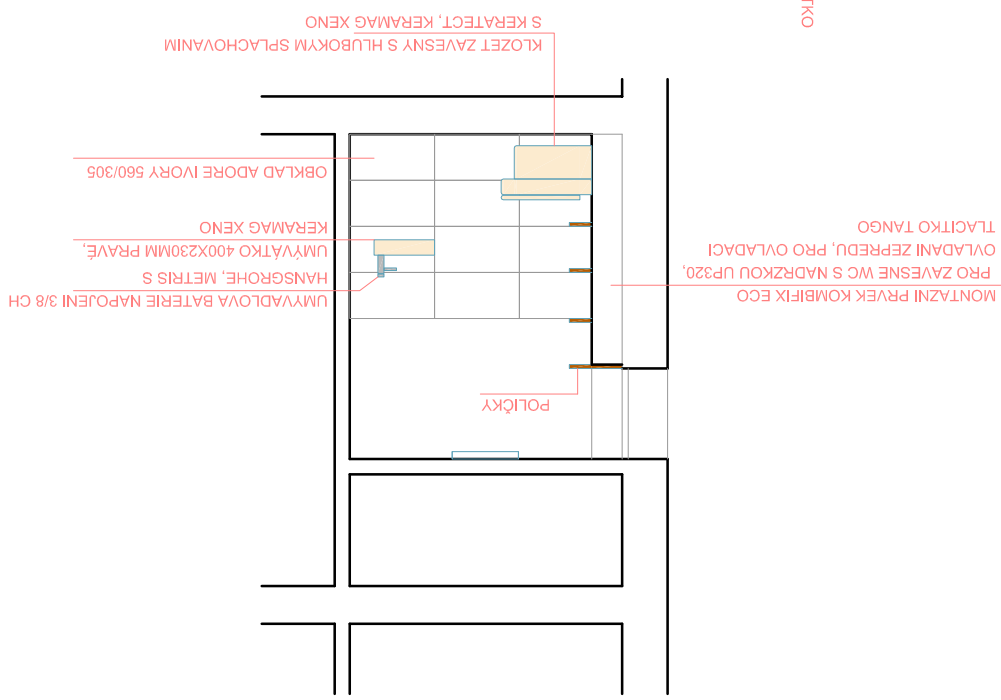 POLIČKY
MONTAZNI PRVEK KOMBIFIX ECO
PRO ZAVESNE WC S NADRZKOU UP320,
OVLADANI ZEPREDU, PRO OVLADACI
TLACITKO TANGO
UMYVADLOVA BATERIE NAPOJENI 3/8 CH
HANSGROHE, METRIS S
UMÝVÁTKO 400X230MM PRAVÉ,
KERAMAG XENO
OBKLAD ADORE IVORY 560/305
KLOZET ZAVESNY S HLUBOKYM SPLACHOVANIM
S KERATECT, KERAMAG XENO
TKO